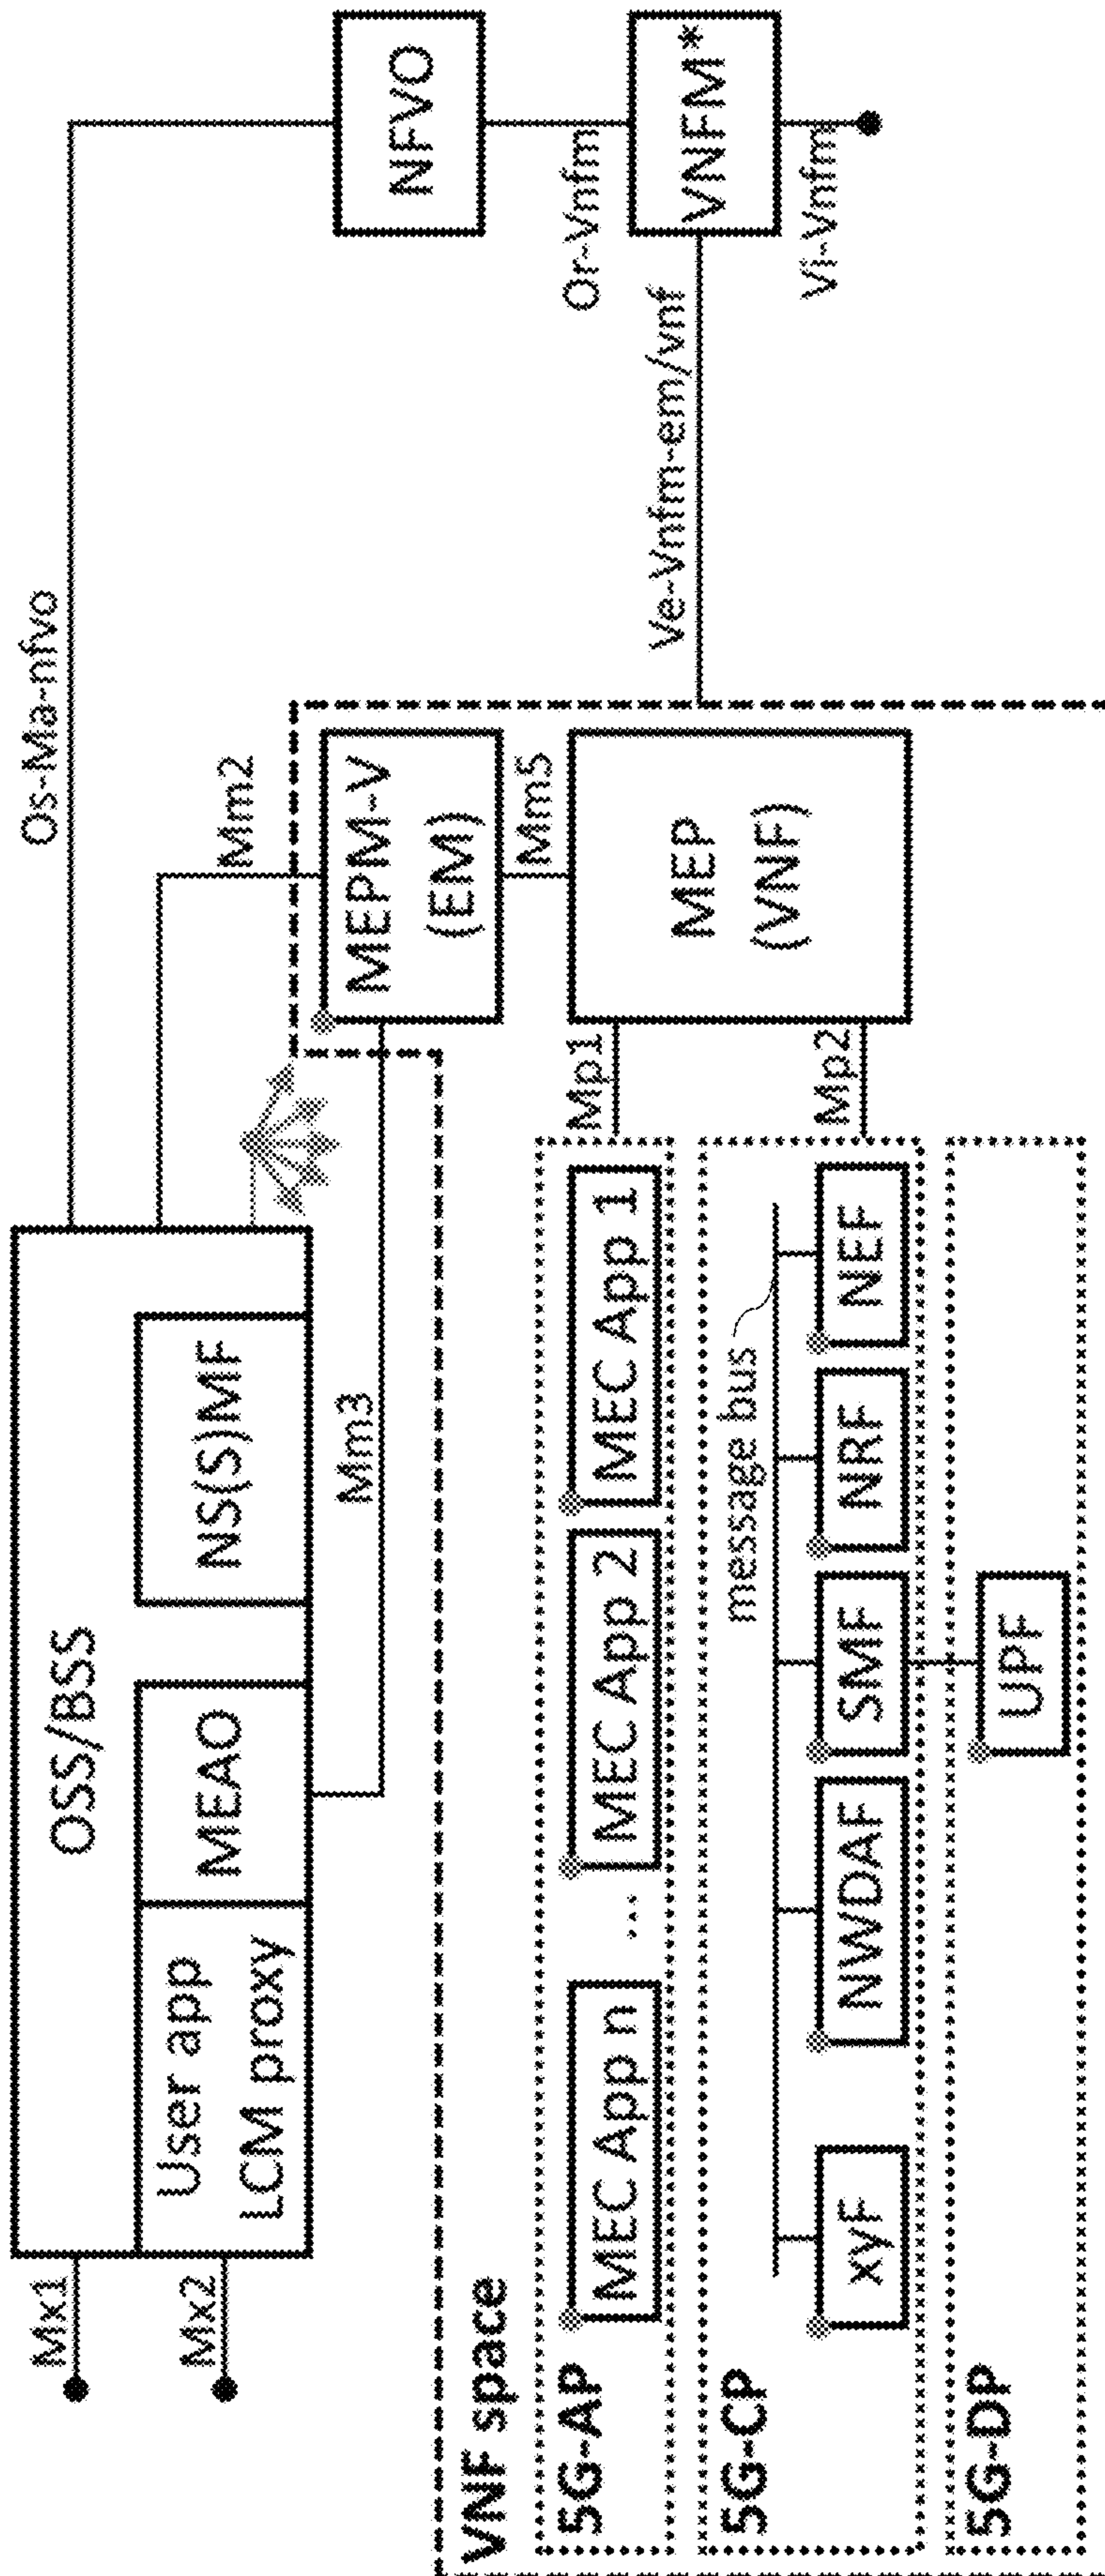 Mx1
Mx2
OSS/BSS
User app
LCM proxy
MEAO
NS(S)MF
Os-Ma-nfvo
NFVO
Mm2
Mm3
Or-Vnfm
VNF space
MEPM-V
(EM)
Mm5
Ve-Vnfm-em/vnf
VNFM*
Vi-Vnfm
5G-AP
MEC App n
...
MEC App 2
MEC App 1
Mp1
MEP
(VNF)
5G-CP
message bus
xyF
NWDAF
SMF
NRF
NEF
Mp2
5G-DP
UPF